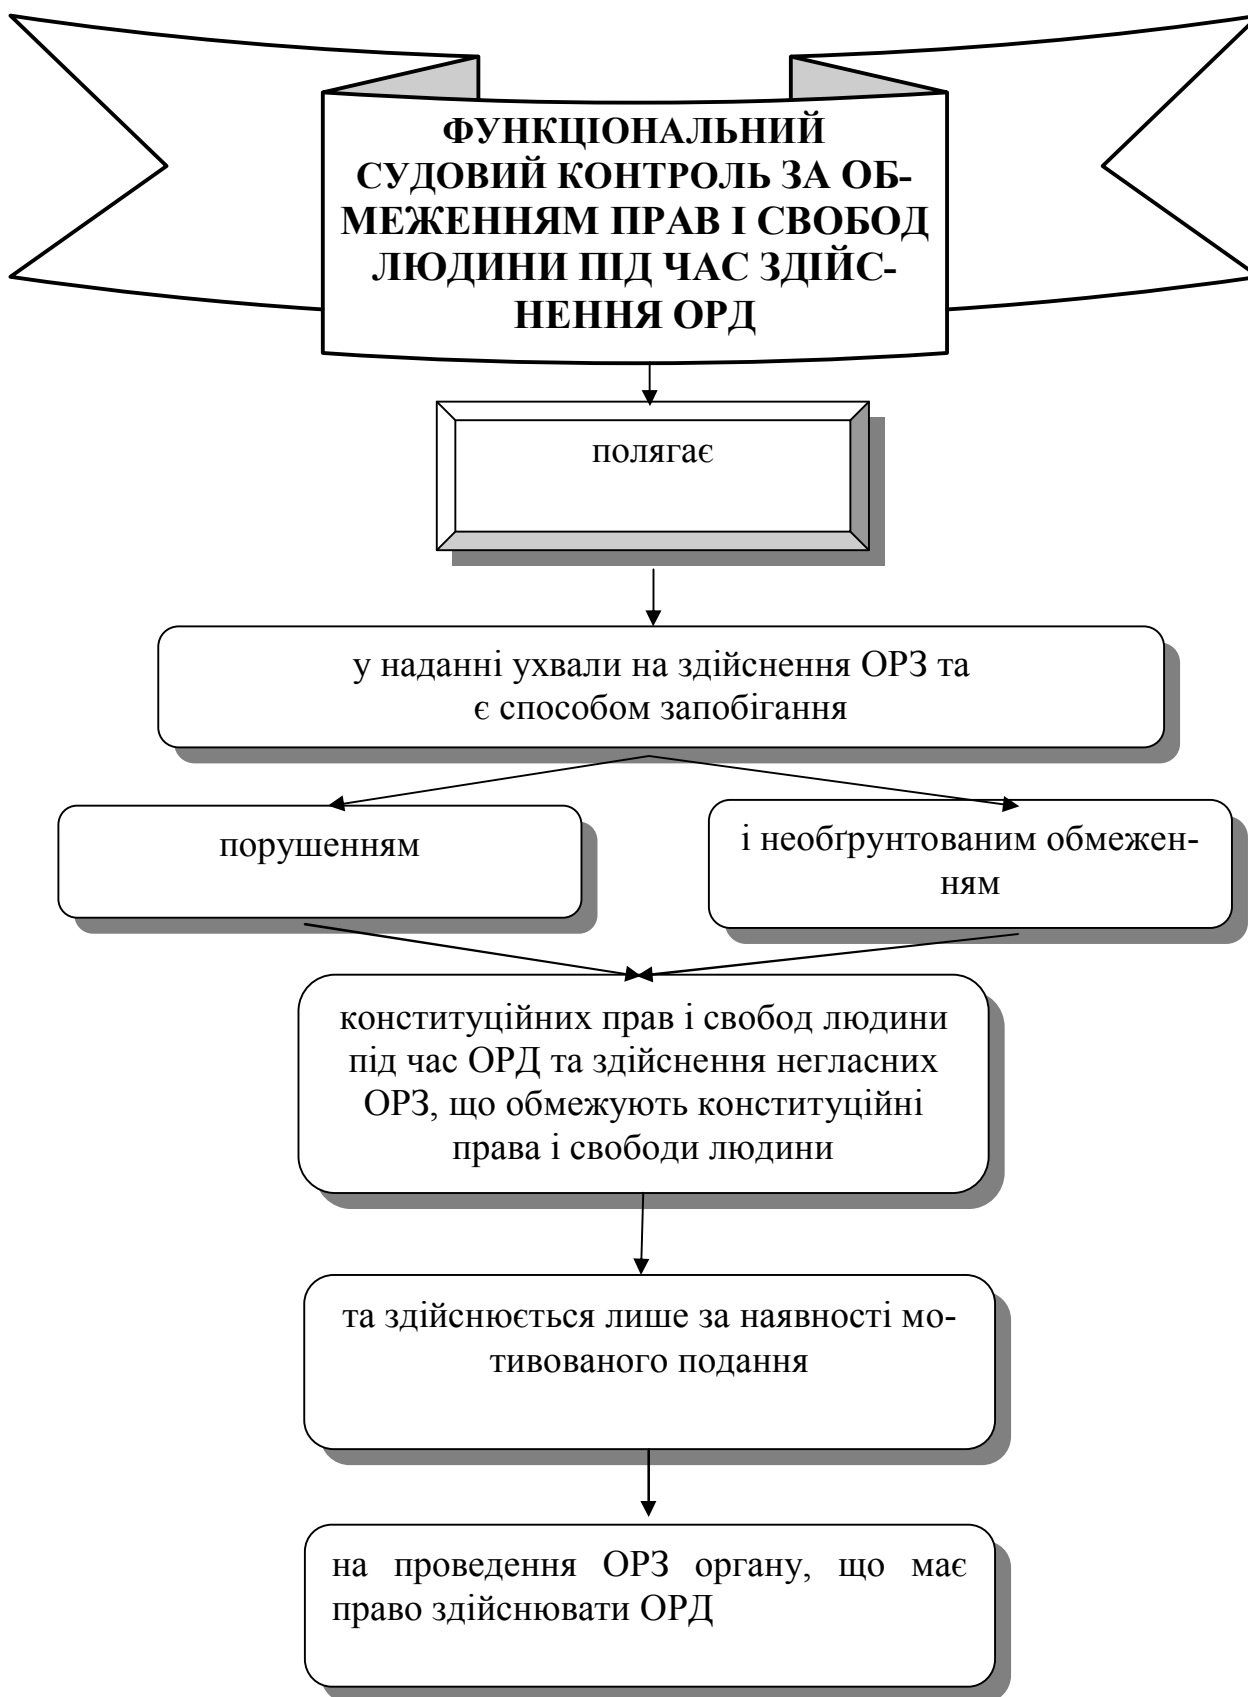 ФУНКЦІОНАЛЬНИЙ
СУДОВИЙ КОНТРОЛЬ ЗА ОБ-
МЕЖЕННЯМ ПРАВ І СВОБОД
ЛЮДИНИ ПІД ЧАС ЗДІЙС-
НЕННЯ ОРД
полягає
у наданні ухвали на здійснення ОРЗ та
є способом запобігання
порушенням
і необґрунтованим обмежен-
ням
конституційних прав і свобод людини
під час ОРД та здійснення негласних
ОРЗ, що обмежують конституційні
права і свободи людини
та здійснюється лише за наявності мо-
тивованого подання
на проведення ОРЗ органу, що має
право здійснювати ОРД